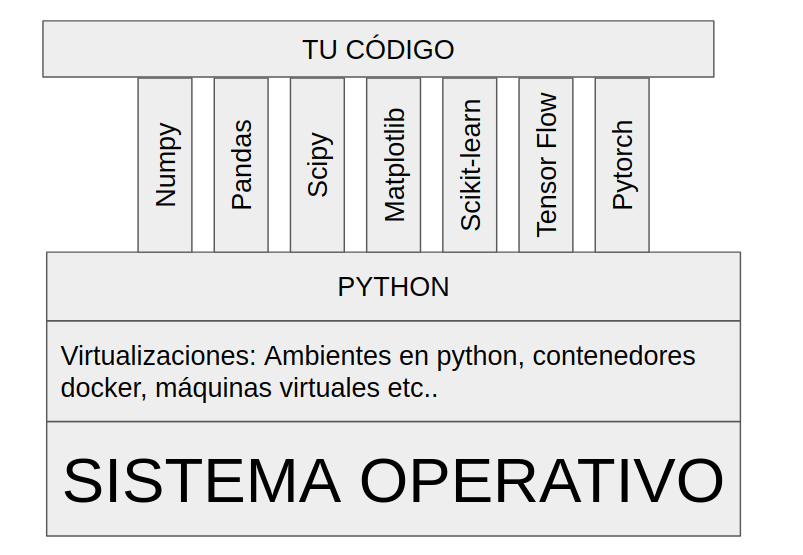 TU CÓDIGO
Numpy
Pandas
Scipy
Matplotlib
Scikit-learn
Tensor Flow
Pytorch
PYTHON
Virtualizaciones: Ambientes en python, contenedores
docker, máquinas virtuales etc..
SISTEMA OPERATIVO